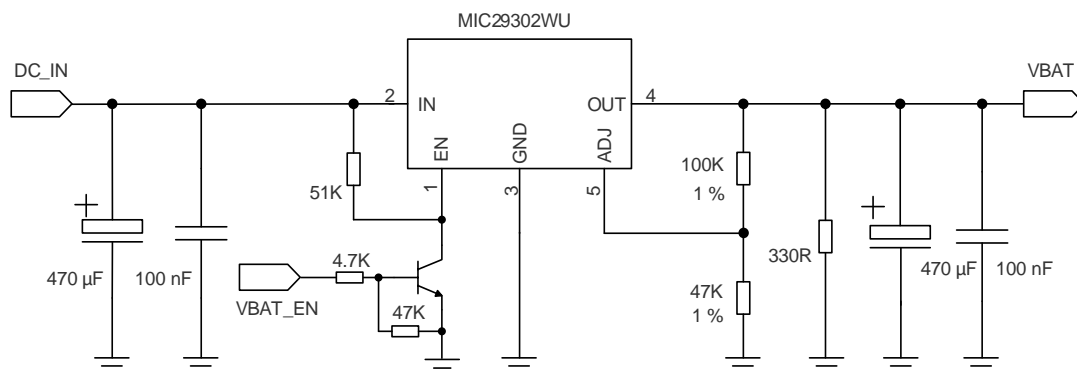 MIC29302WU
DC_IN
VBAT
2
IN
OUT
4
EN
GND
ADJ
1
3
5
51K
100K
1 %
470 µF
100 nF
4.7K
VBAT_EN
47K
330R
47K
1 %
470 µF
100 nF